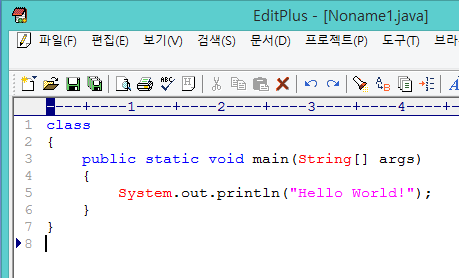 EditPlus - [Noname1.java]
파일(F) 편집(E) 보기(V) 검색(S) 문서(D) 프로젝트(P) 도구(T) 브라
----+----1----+----2----+----3----+----4----+-
1 class
2 {
3 public static void main(String[] args)
4 {
5 System.out.println("Hello World!");
6 }
7 }
8